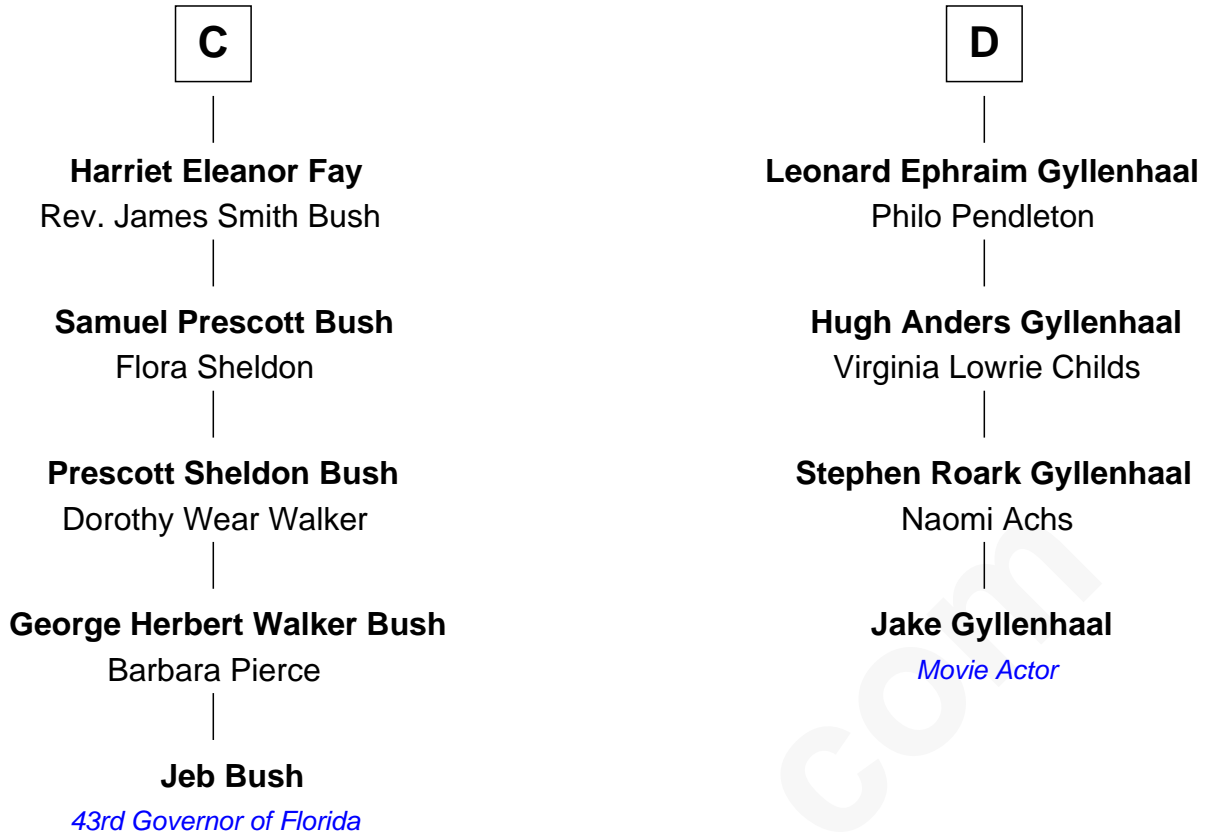 C
Harriet Eleanor Fay
Rev. James Smith Bush
Samuel Prescott Bush
Flora Sheldon
Prescott Sheldon Bush
Dorothy Wear Walker
George Herbert Walker Bush
Barbara Pierce
Jeb Bush
43rd Governor of Florida
D
Leonard Ephraim Gyllenhaal
Philo Pendleton
Hugh Anders Gyllenhaal
Virginia Lowrie Childs
Stephen Roark Gyllenhaal
Naomi Achs
Jake Gyllenhaal
Movie Actor
com